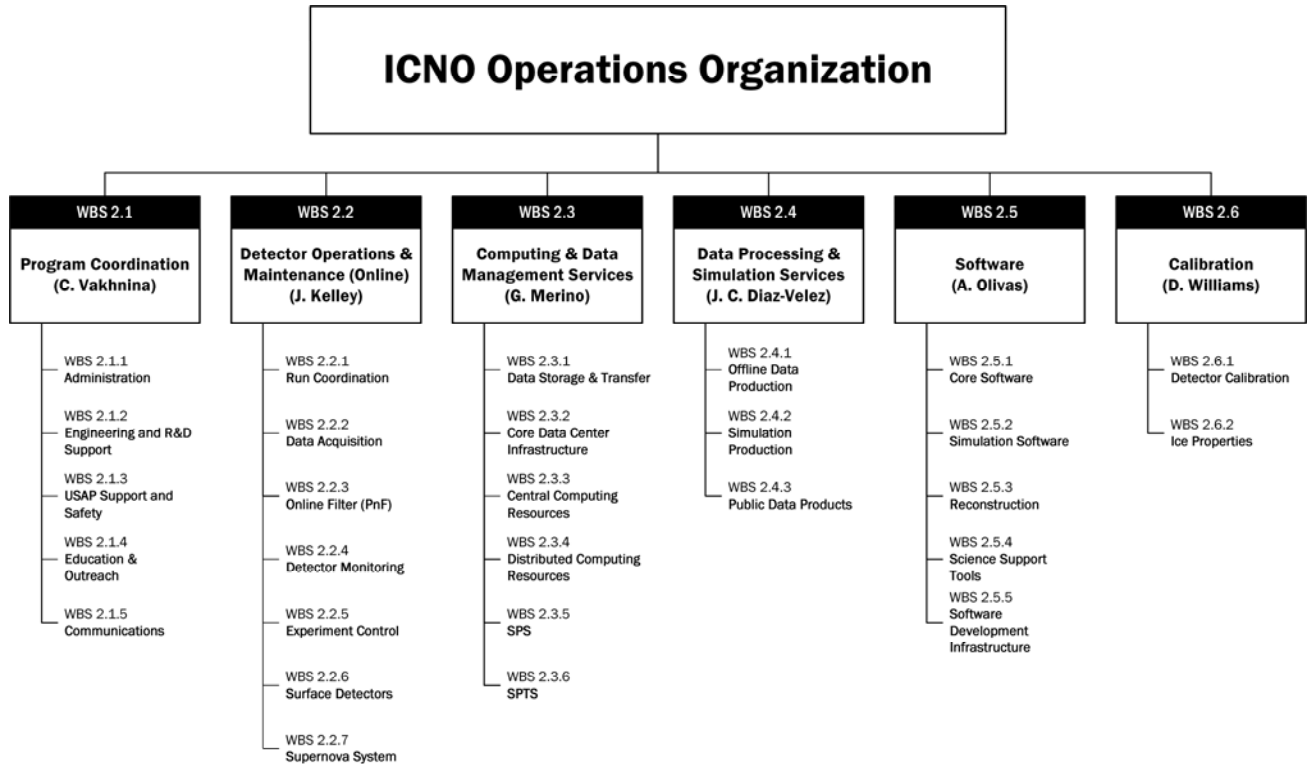 ICNO Operations Organization
WBS 2.1
Program Coordination
(C. Vakhnina)
WBS 2.1.1
Administration
WBS 2.1.2
Engineering and R&D
Support
WBS 2.1.3
USAP Support and
Safety
WBS 2.1.4
Education &
Outreach
WBS 2.1.5
Communications
WBS 2.2
Detector Operations &
Maintenance (Online)
(J. Kelley)
WBS 2.2.1
Run Coordination
WBS 2.2.2
Data Acquisition
WBS 2.2.3
Online Filter (PnF)
WBS 2.2.4
Detector Monitoring
WBS 2.2.5
Experiment Control
WBS 2.2.6
Surface Detectors
WBS 2.2.7
Supernova System
WBS 2.3
Computing & Data
Management Services
(G. Merino)
WBS 2.3.1
Data Storage & Transfer
WBS 2.3.2
Core Data Center
Infrastructure
WBS 2.3.3
Central Computing
Resources
WBS 2.3.4
Distributed Computing
Resources
WBS 2.3.5
SPS
WBS 2.3.6
SPTS
WBS 2.4
Data Processing &
Simulation Services
(J. C. Diaz-Velez)
WBS 2.4.1
Offline Data
Production
WBS 2.4.2
Simulation
Production
WBS 2.4.3
Public Data Products
WBS 2.5
Software
(A. Olivas)
WBS 2.5.1
Core Software
WBS 2.5.2
Simulation Software
WBS 2.5.3
Reconstruction
WBS 2.5.4
Science Support
Tools
WBS 2.5.5
Software
Development
Infrastructure
WBS 2.6
Calibration
(D. Williams)
WBS 2.6.1
Detector Calibration
WBS 2.6.2
Ice Properties